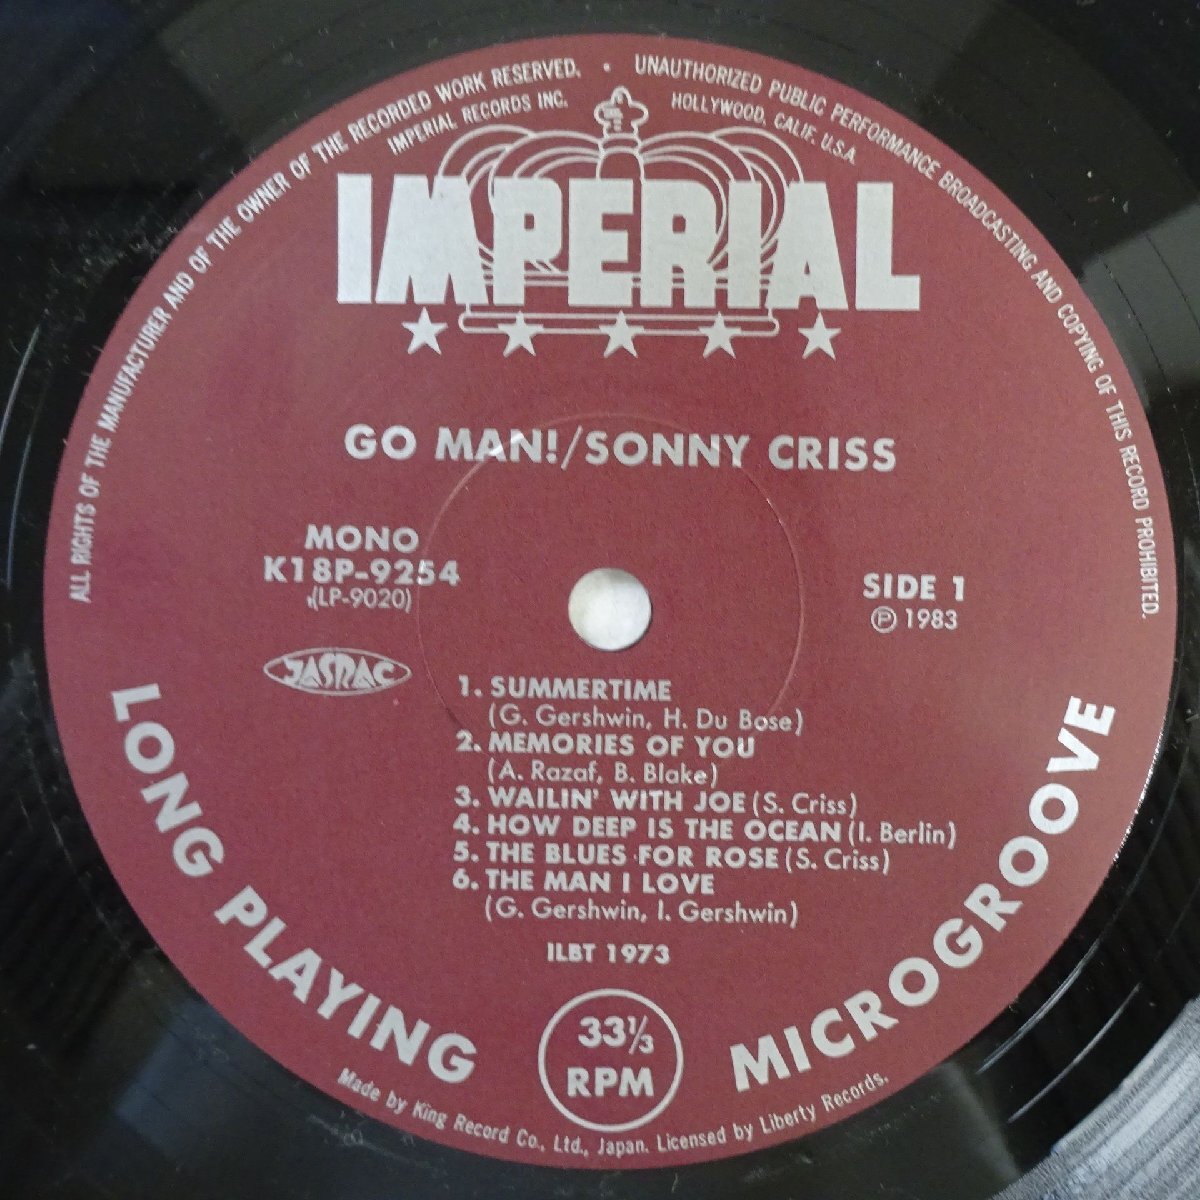 ALL RIGHTS OF THE MANUFACTURER AND OF THE OWNER OF THE RECORDED WORK RESERVED. • UNAUTHORIZED PUBLIC PERFORMANCE BROADCASTING AND COPYING OF THIS RECORD PROHIBITED.
IMPERIAL RECORDS INC. HOLLYWOOD, CALIF. U.S.A.
IMPERIAL
GO MAN!/SONNY CRISS
MONO
K18P-9254
(LP-9020)
JASRAC
SIDE 1
Ⓟ 1983
1. SUMMERTIME
(G. Gershwin, H. Du Bose)
2. MEMORIES OF YOU
(A. Razaf, B. Blake)
3. WAILIN' WITH JOE (S. Criss)
4. HOW DEEP IS THE OCEAN (I. Berlin)
5. THE BLUES FOR ROSE (S. Criss)
6. THE MAN I LOVE
(G. Gershwin, I. Gershwin)
ILBT 1973
LONG PLAYING
33⅓
RPM
MICROGROOVE
Made by King Record Co., Ltd., Japan. Licensed by Liberty Records.